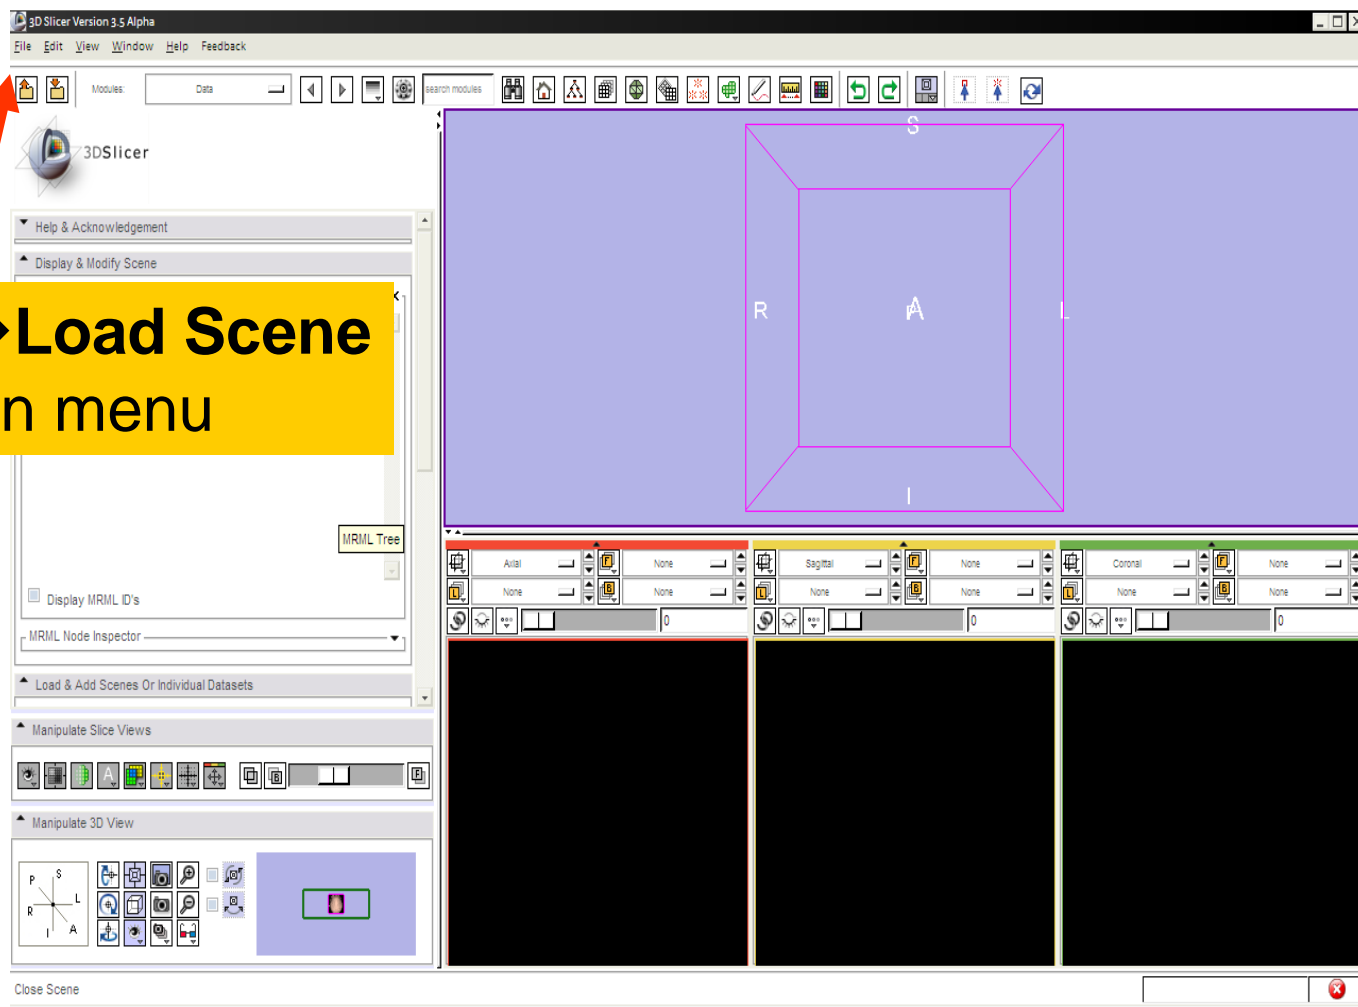 3D Slicer Version 3.5 Alpha
File Edit View Window Help Feedback
Modules: Data search modules
3DSlicer
Help & Acknowledgement
Display & Modify Scene
Load Scene
n menu
MRML Tree
Display MRML ID's
MRML Node Inspector
Load & Add Scenes Or Individual Datasets
Manipulate Slice Views
A B F
Manipulate 3D View
P S
R L
I A
S
R A L
I
Axial F None Sagittal F None Coronal F None
L None B None L None B None L None B None
0 0 0
Close Scene